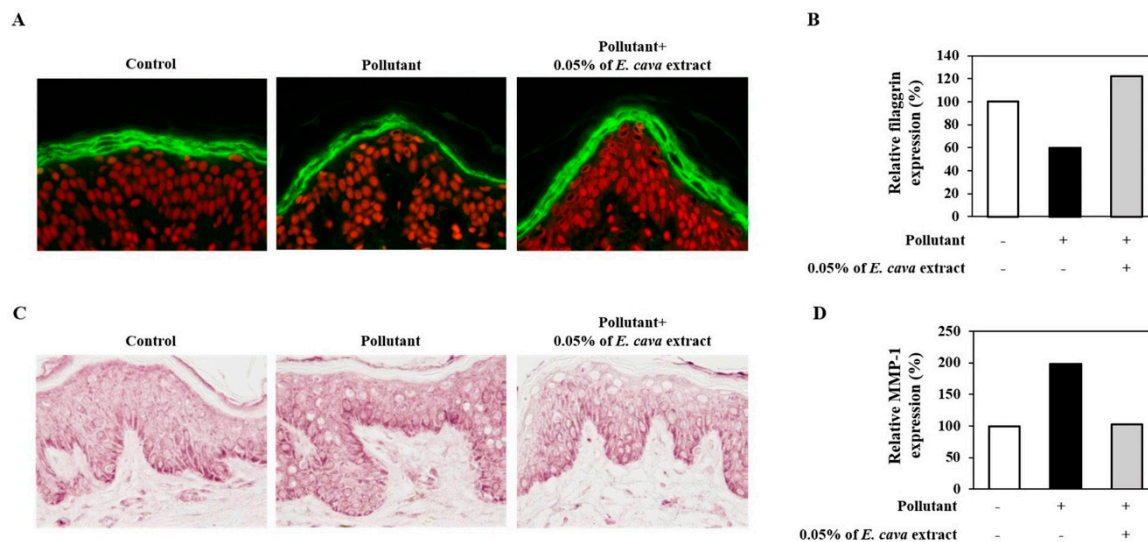 A
Control
Pollutant
Pollutant+
0.05% of E. cava extract
B
Relative filaggrin
expression (%)
140
120
100
80
60
40
20
0
Pollutant - + +
0.05% of E. cava extract - - +
C
Control
Pollutant
Pollutant+
0.05% of E. cava extract
D
Relative MMP-1
expression (%)
250
200
150
100
50
0
Pollutant - + +
0.05% of E. cava extract - - +